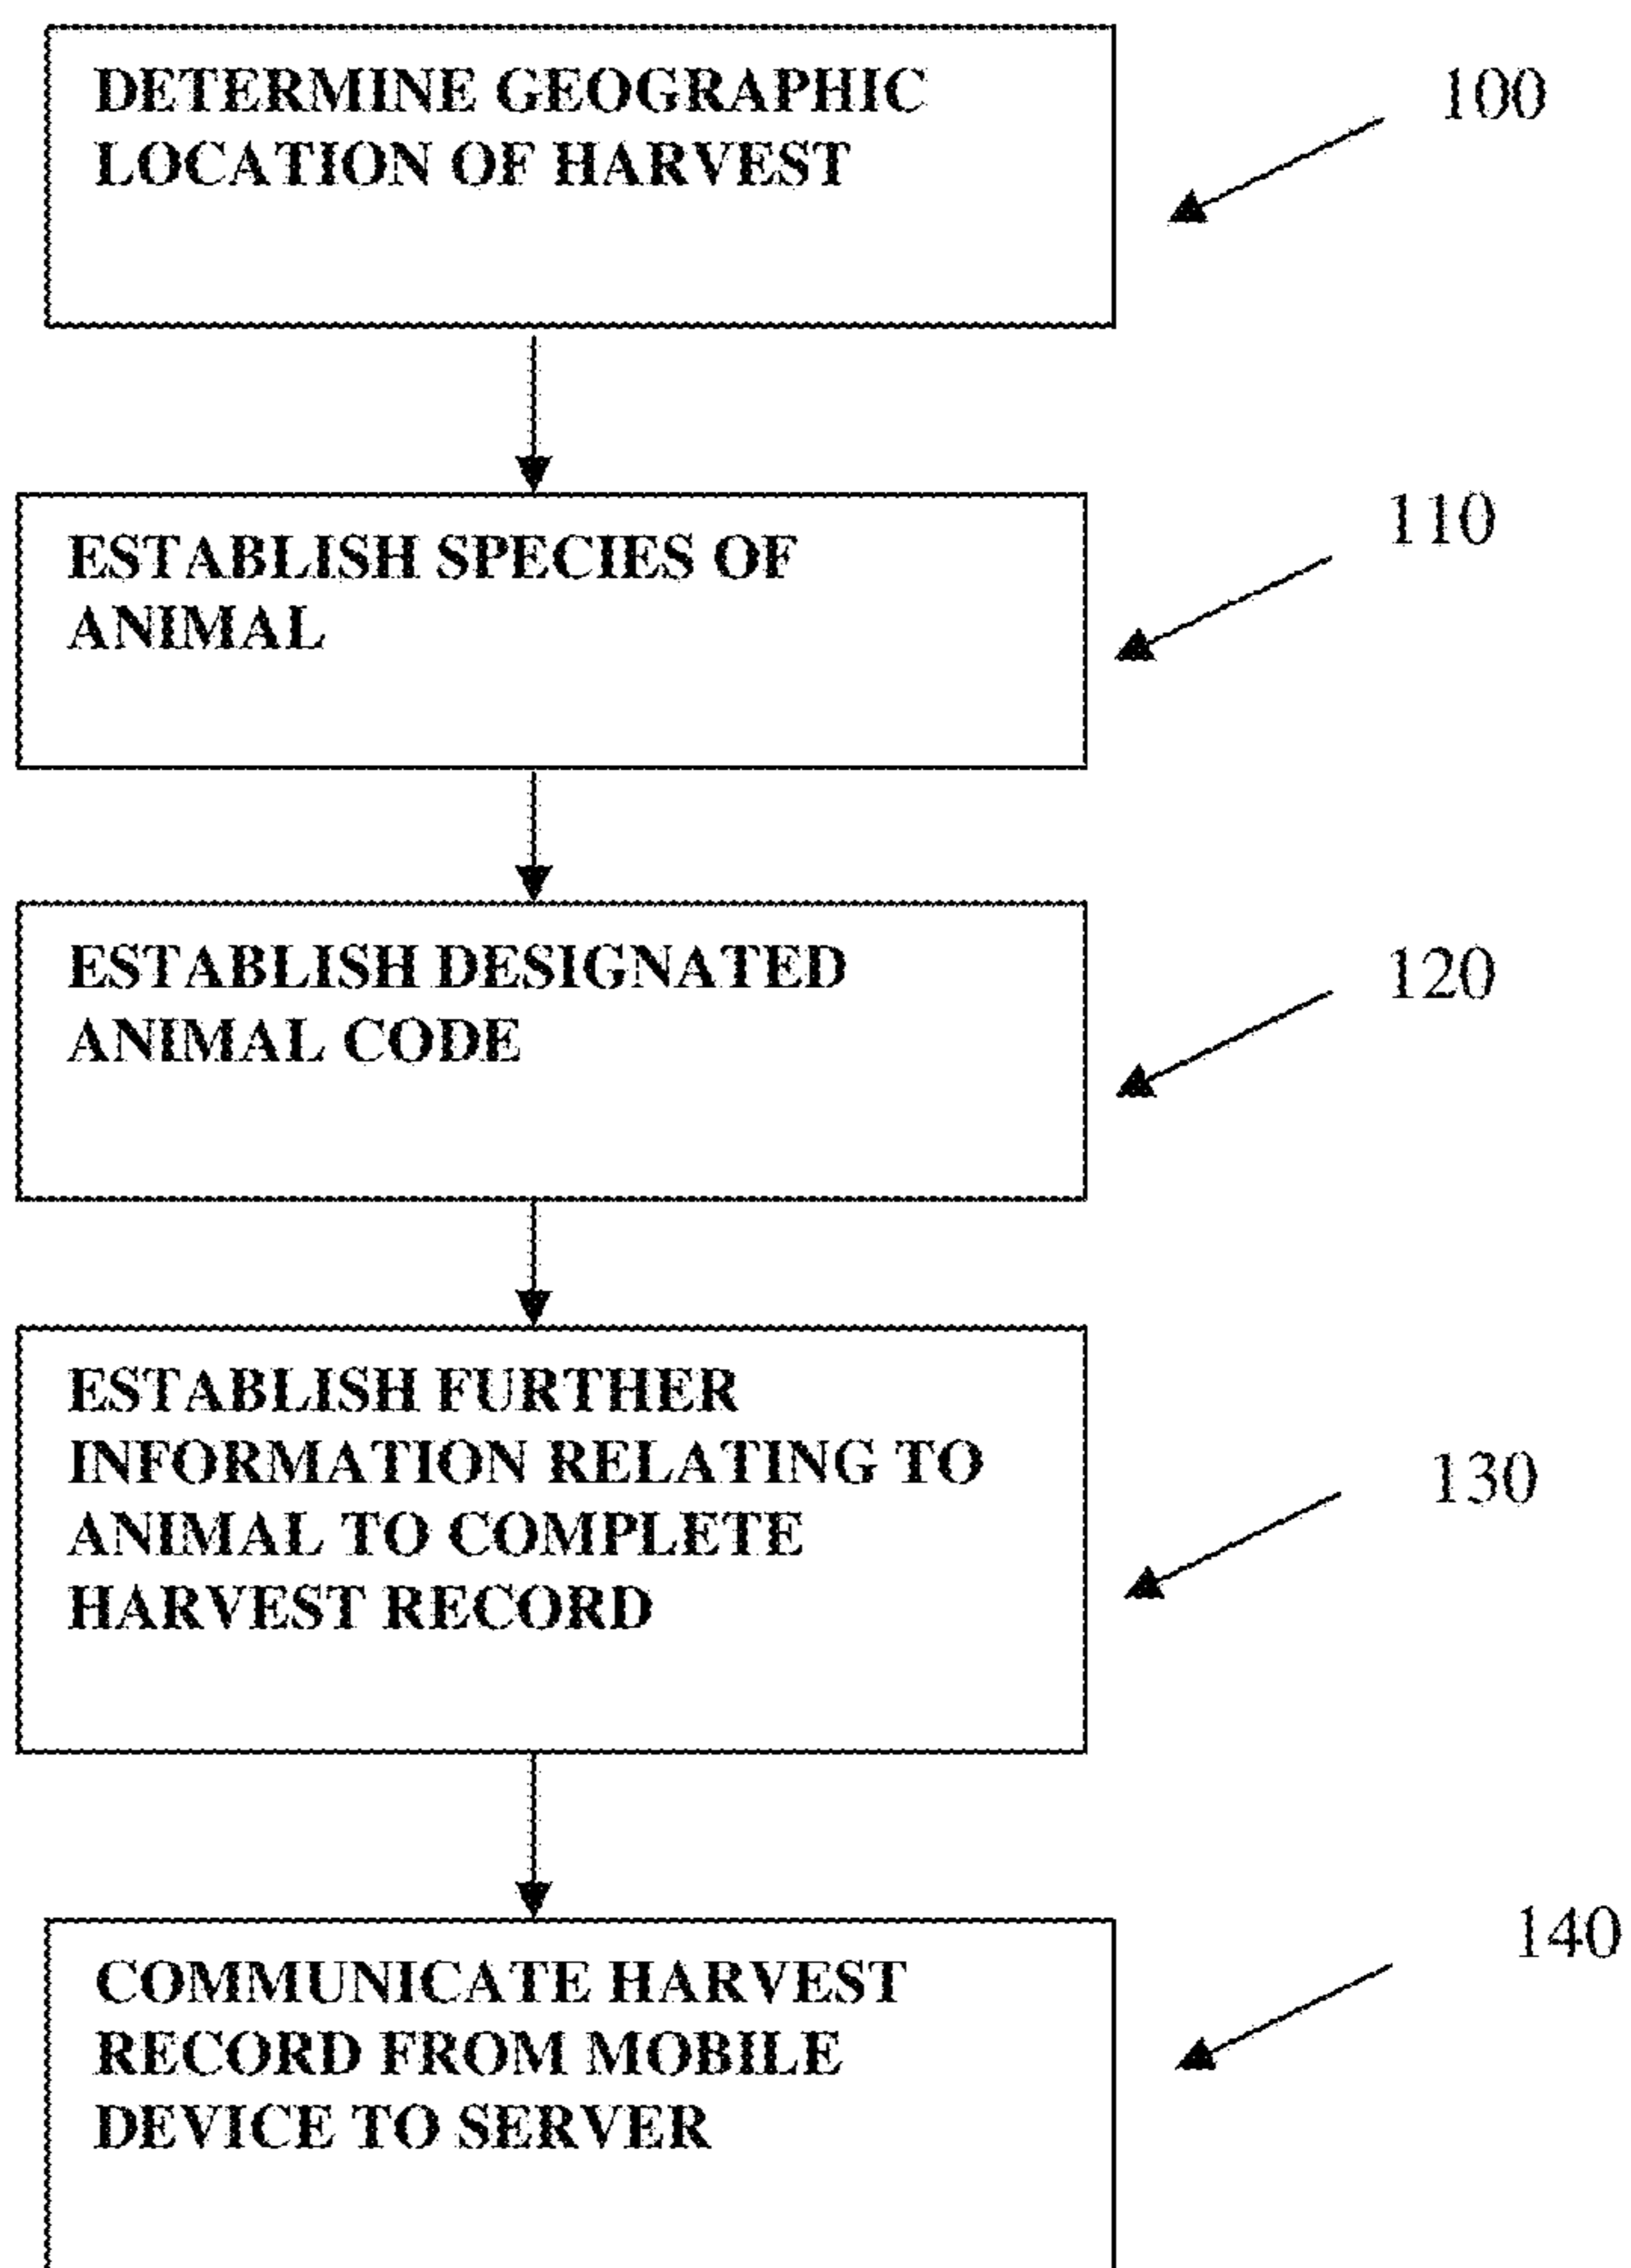 DETERMINE GEOGRAPHIC
LOCATION OF HARVEST
100
ESTABLISH SPECIES OF
ANIMAL
110
ESTABLISH DESIGNATED
ANIMAL CODE
120
ESTABLISH FURTHER
INFORMATION RELATING TO
ANIMAL TO COMPLETE
HARVEST RECORD
130
COMMUNICATE HARVEST
RECORD FROM MOBILE
DEVICE TO SERVER
140